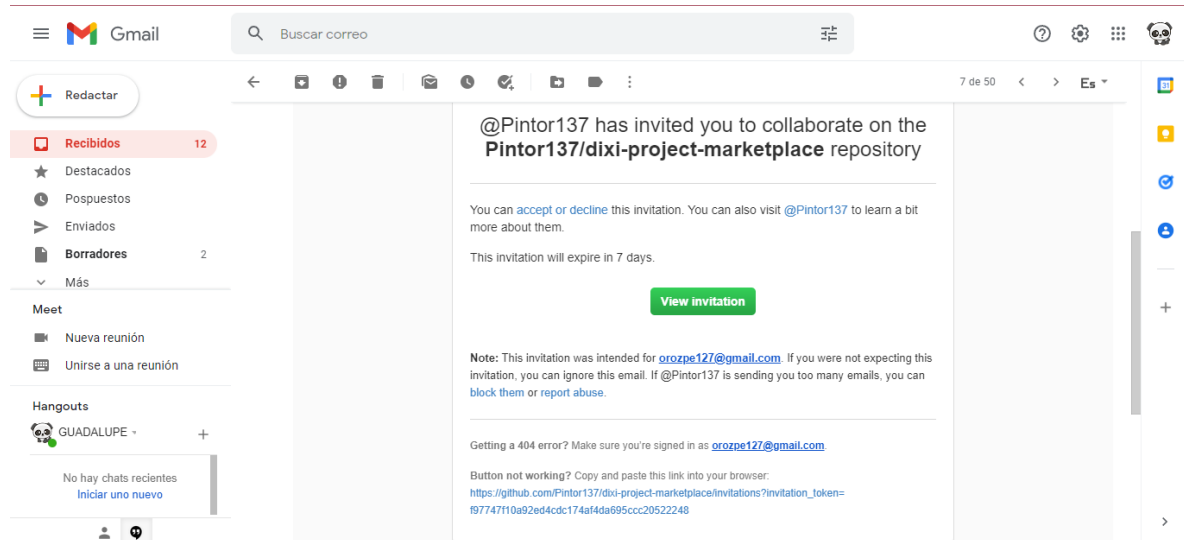 Gmail
Buscar correo
Redactar
7 de 50
Es
Recibidos 12
Destacados
Pospuestos
Enviados
Borradores 2
Más
Meet
Nueva reunión
Unirse a una reunión
Hangouts
GUADALUPE
No hay chats recientes
Iniciar uno nuevo
@Pintor137 has invited you to collaborate on the
Pintor137/dixi-project-marketplace repository
You can accept or decline this invitation. You can also visit @Pintor137 to learn a bit
more about them.
This invitation will expire in 7 days.
View invitation
Note: This invitation was intended for orozpe127@gmail.com. If you were not expecting this
invitation, you can ignore this email. If @Pintor137 is sending you too many emails, you can
block them or report abuse.
Getting a 404 error? Make sure you're signed in as orozpe127@gmail.com.
Button not working? Copy and paste this link into your browser:
https://github.com/Pintor137/dixi-project-marketplace/invitations?invitation_token=
f97747f10a92ed4cdc174af4da695ccc20522248
31